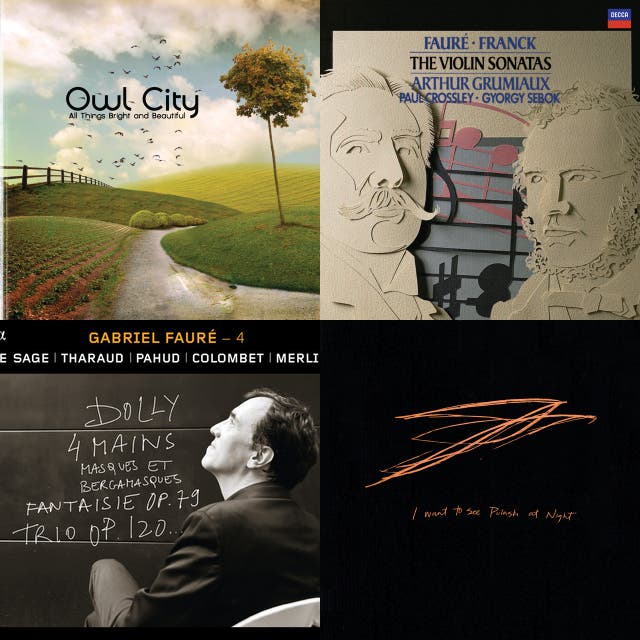 Owl City
All Things Bright and Beautiful
DECCA
FAURÉ · FRANCK
THE VIOLIN SONATAS
ARTHUR GRUMIAUX
PAUL CROSSLEY · GYORGY SEBOK
α
GABRIEL FAURÉ – 4
E SAGE | THARAUD | PAHUD | COLOMBET | MERLI
DOLLY
4 MAINS
MASQUES ET
BERGAMASQUES
FANTAISIE OP.79
TRIO OP.120...
I want to see at Night